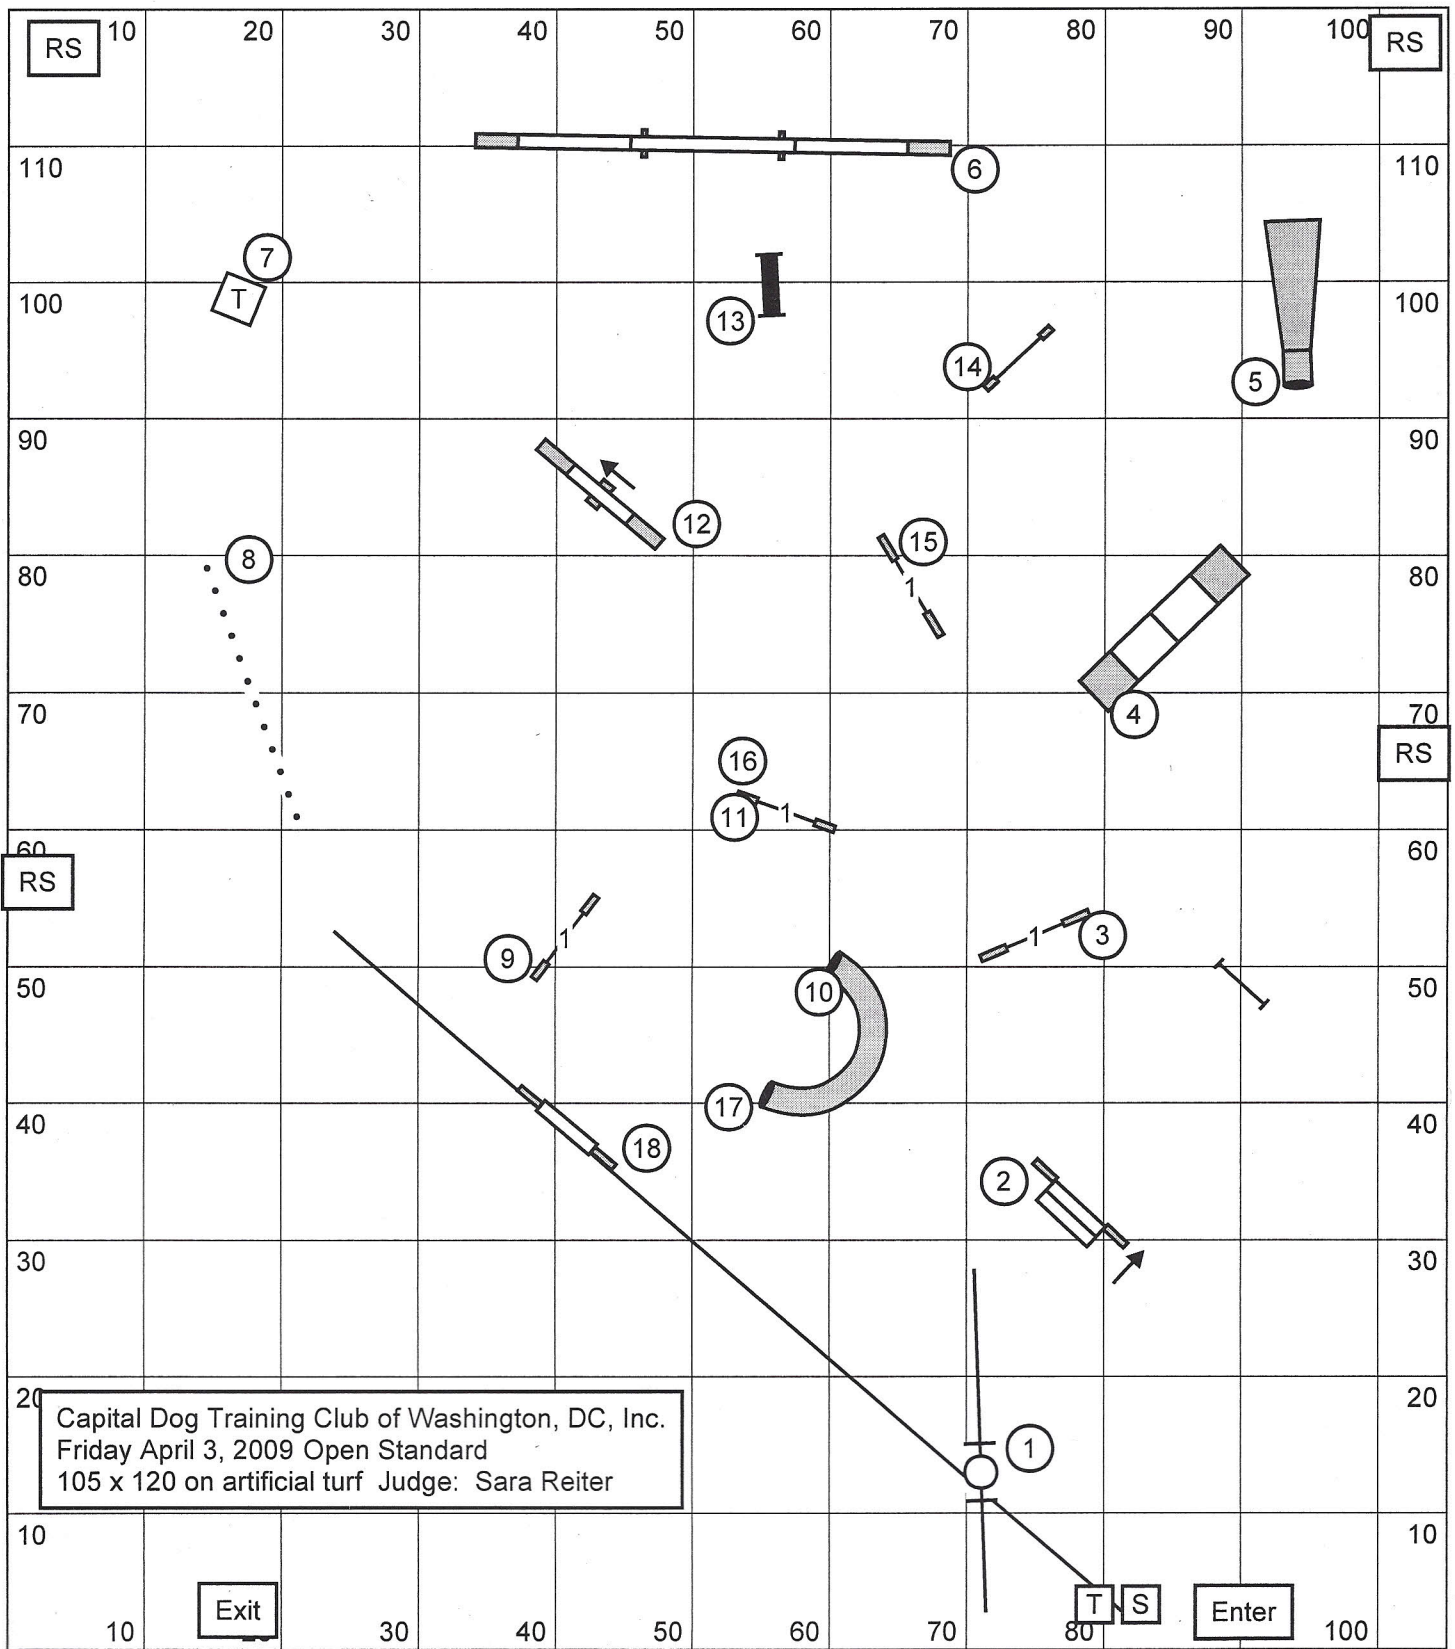 RS 10 20 30 40 50 60 70 80 90 100 RS
110 6 110
7
T
100 13 100
14 5
90 90
12 15
8
80 1 80
70 4 70
16 RS
11 1
60 60
RS
9 1 1 3
50 10 50
40 17 40
18
2
30 30
20 20
Capital Dog Training Club of Washington, DC, Inc.
Friday April 3, 2009 Open Standard
105 x 120 on artificial turf Judge: Sara Reiter
1
10 10
Exit T S Enter
10 30 40 50 60 70 80 100